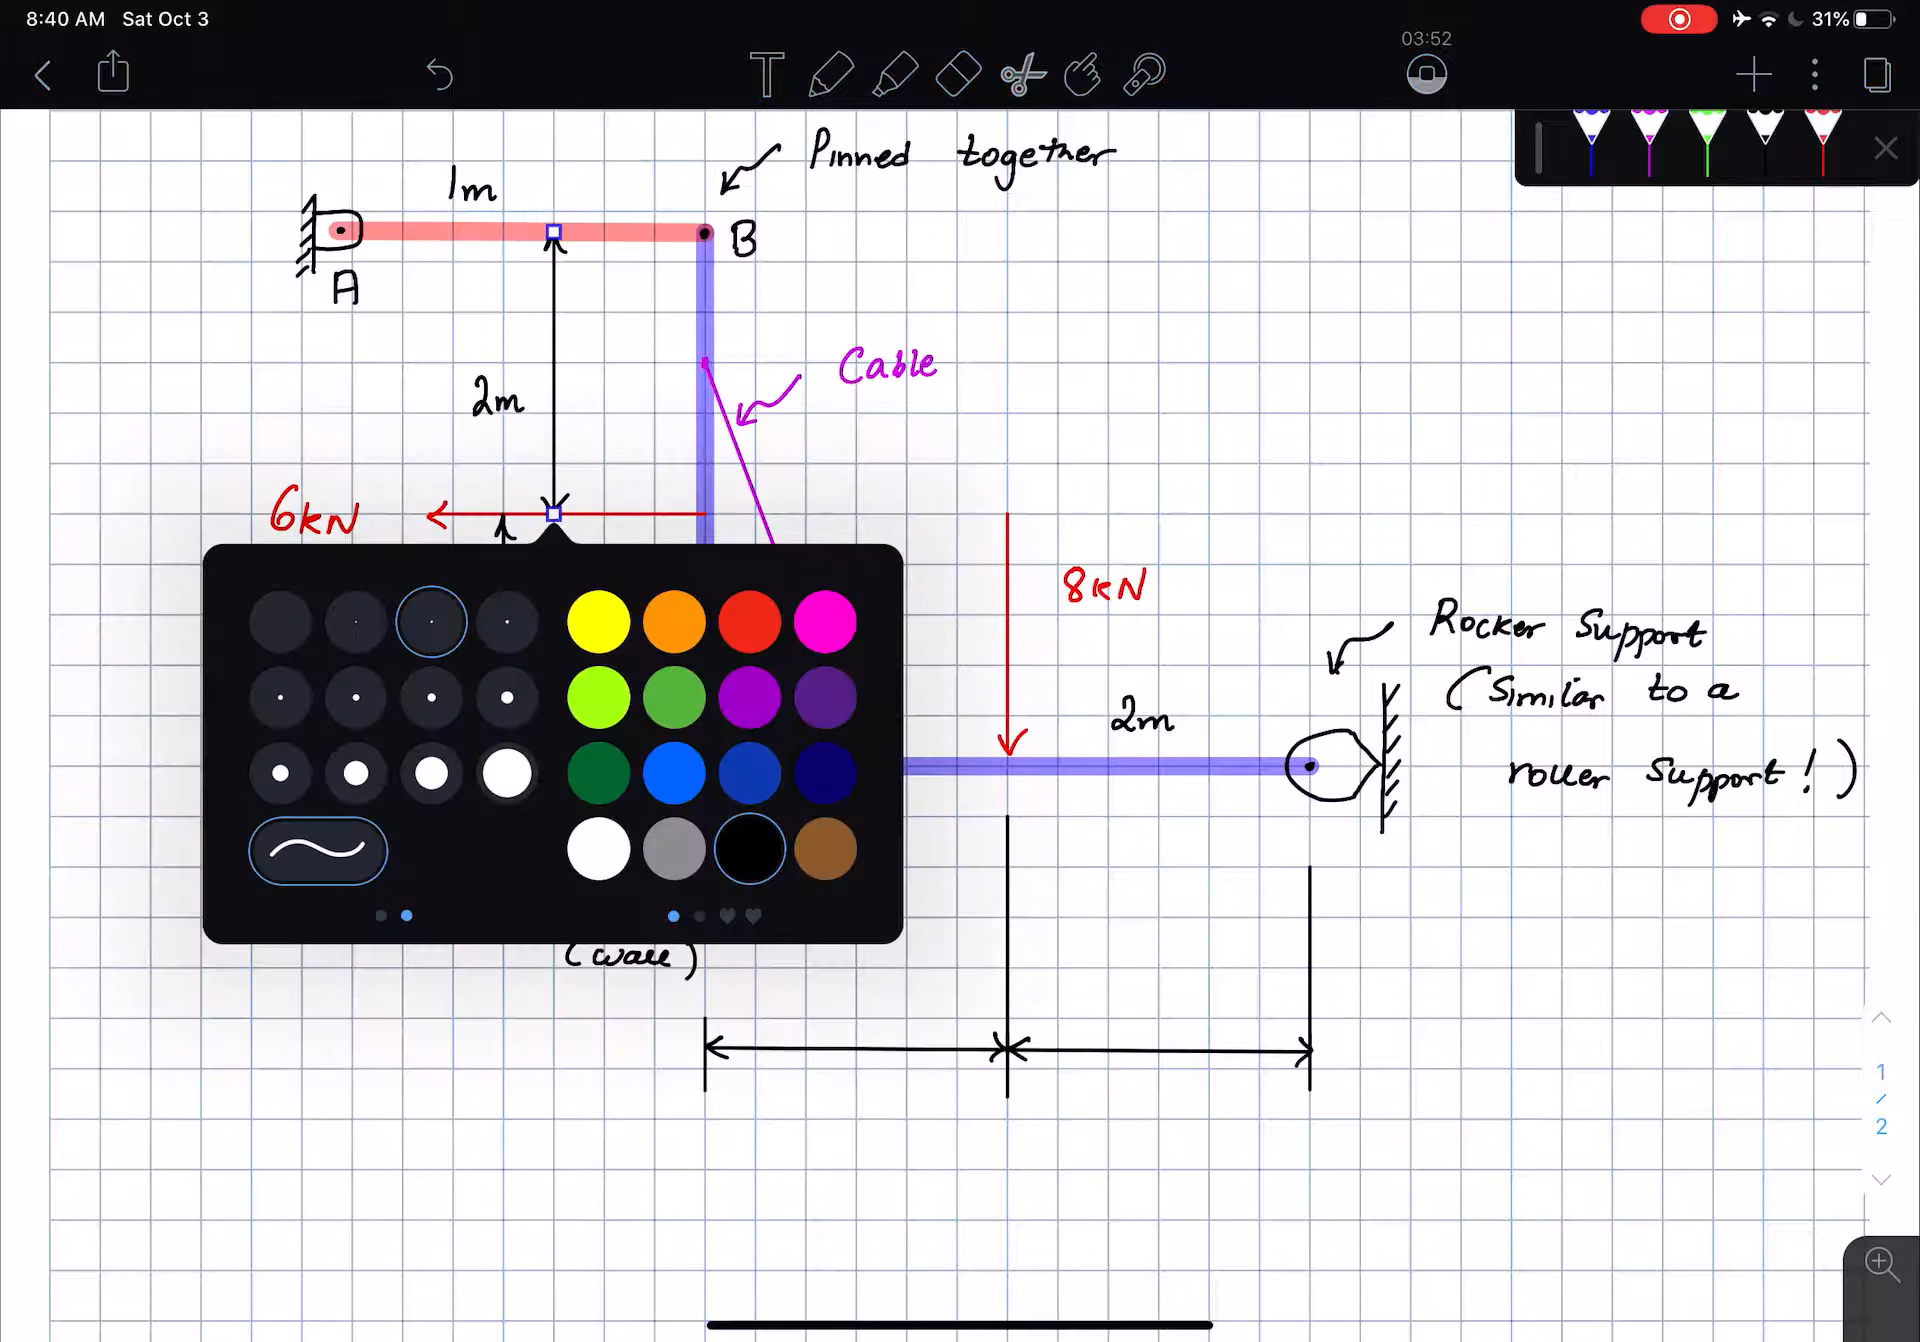 8:40 AM Sat Oct 3
31%
03:52
T
Pinned together
1m
B
A
Cable
2m
6kN
8kN
Rocker Support
(Similar to a
2m
roller support!)
(wall)
1
/
2